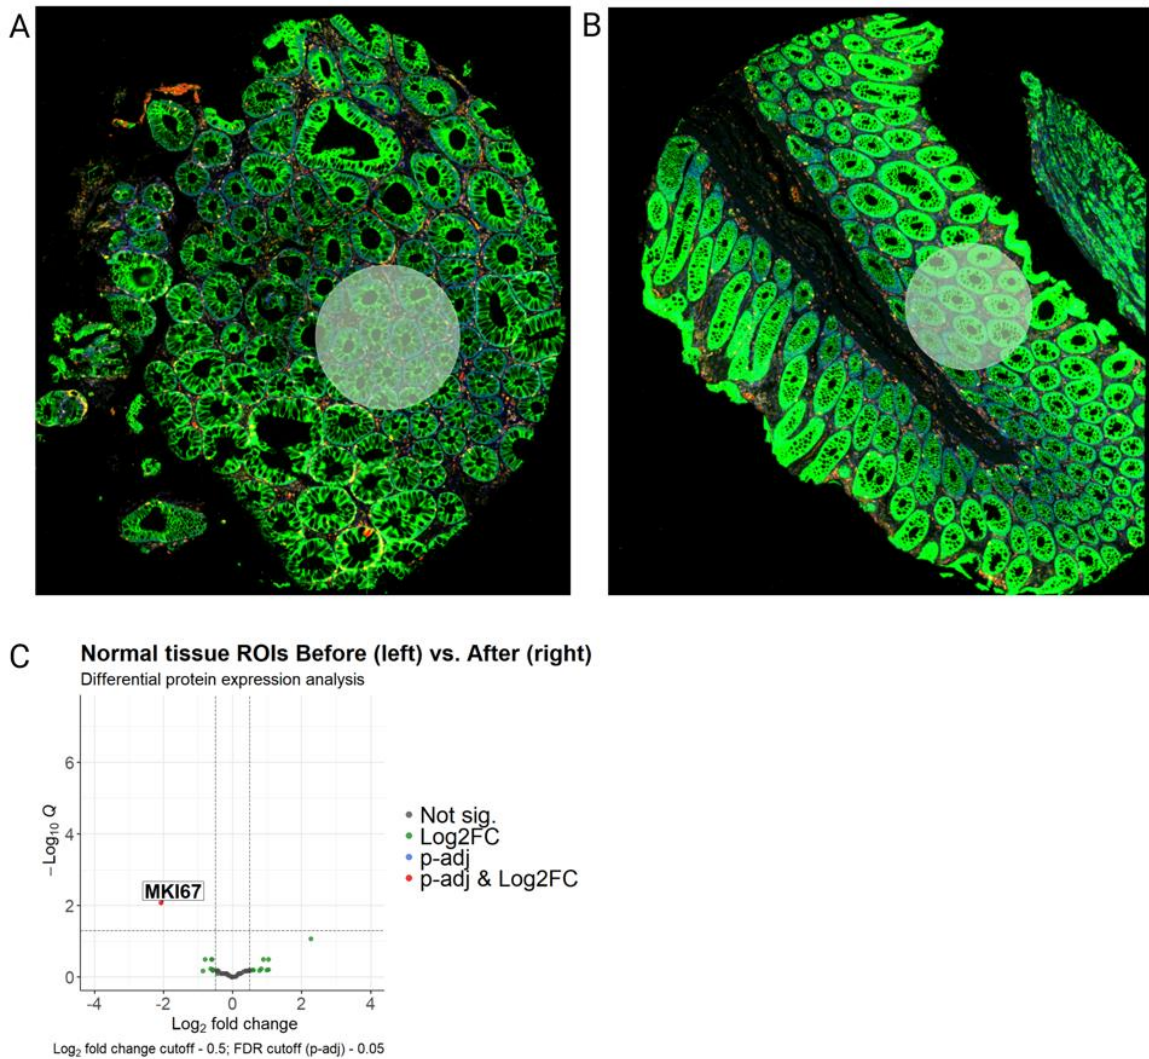 A
B
C
Normal tissue ROIs Before (left) vs. After (right)
Differential protein expression analysis
6
4
2
0
−Log10 Q
MKI67
-4 -2 0 2 4
Log2 fold change
Not sig.
Log2FC
p-adj
p-adj & Log2FC
Log2 fold change cutoff - 0.5; FDR cutoff (p-adj) - 0.05